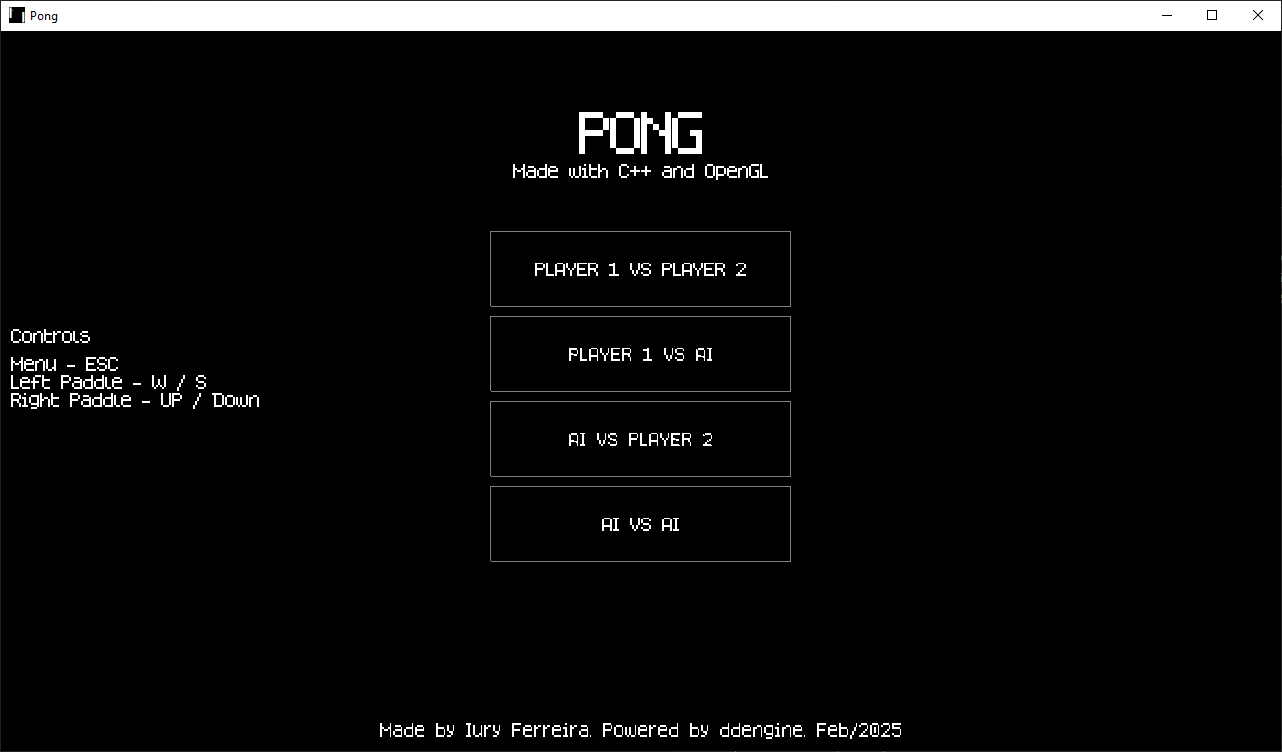 Pong
PONG
Made with C++ and OpenGL
PLAYER 1 VS PLAYER 2
PLAYER 1 VS AI
AI VS PLAYER 2
AI VS AI
Controls
Menu - ESC
Left Paddle - W / S
Right Paddle - UP / Down
Made by Iury Ferreira. Powered by ddengine. Feb/2025